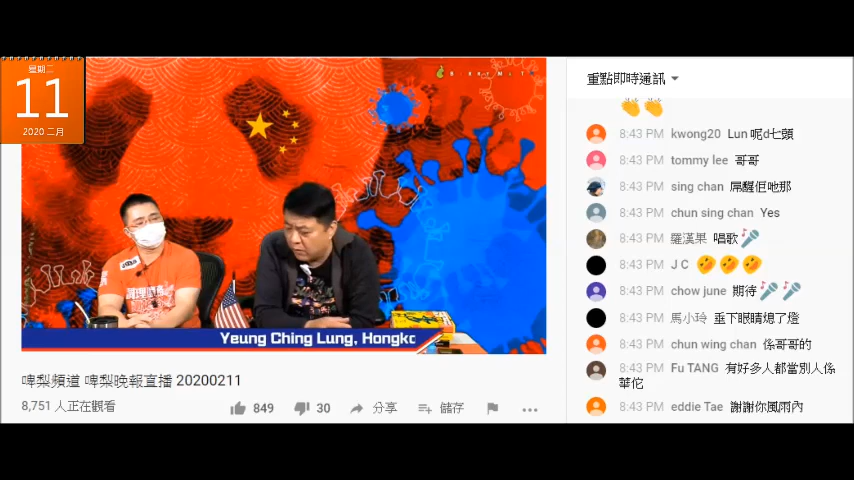 星期二
11
2020 二月
BERRYMLT
Yeung Ching Lung, Hongkc
啤梨頻道 啤梨晚報直播 20200211
8,751 人正在觀看
849
30
分享
儲存
重點即時通訊
8:43 PM kwong20 Lun 呢d七頭
8:43 PM tommy lee 哥哥
8:43 PM sing chan 屌醒佢吔那
8:43 PM chun sing chan Yes
8:43 PM 羅漢果 唱歌
8:43 PM J C
8:43 PM chow june 期待
8:43 PM 馬小玲 垂下眼睛熄了燈
8:43 PM chun wing chan 係哥哥的
8:43 PM Fu TANG 有好多人都當別人係
華佗
8:43 PM eddie Tae 謝謝你風雨內